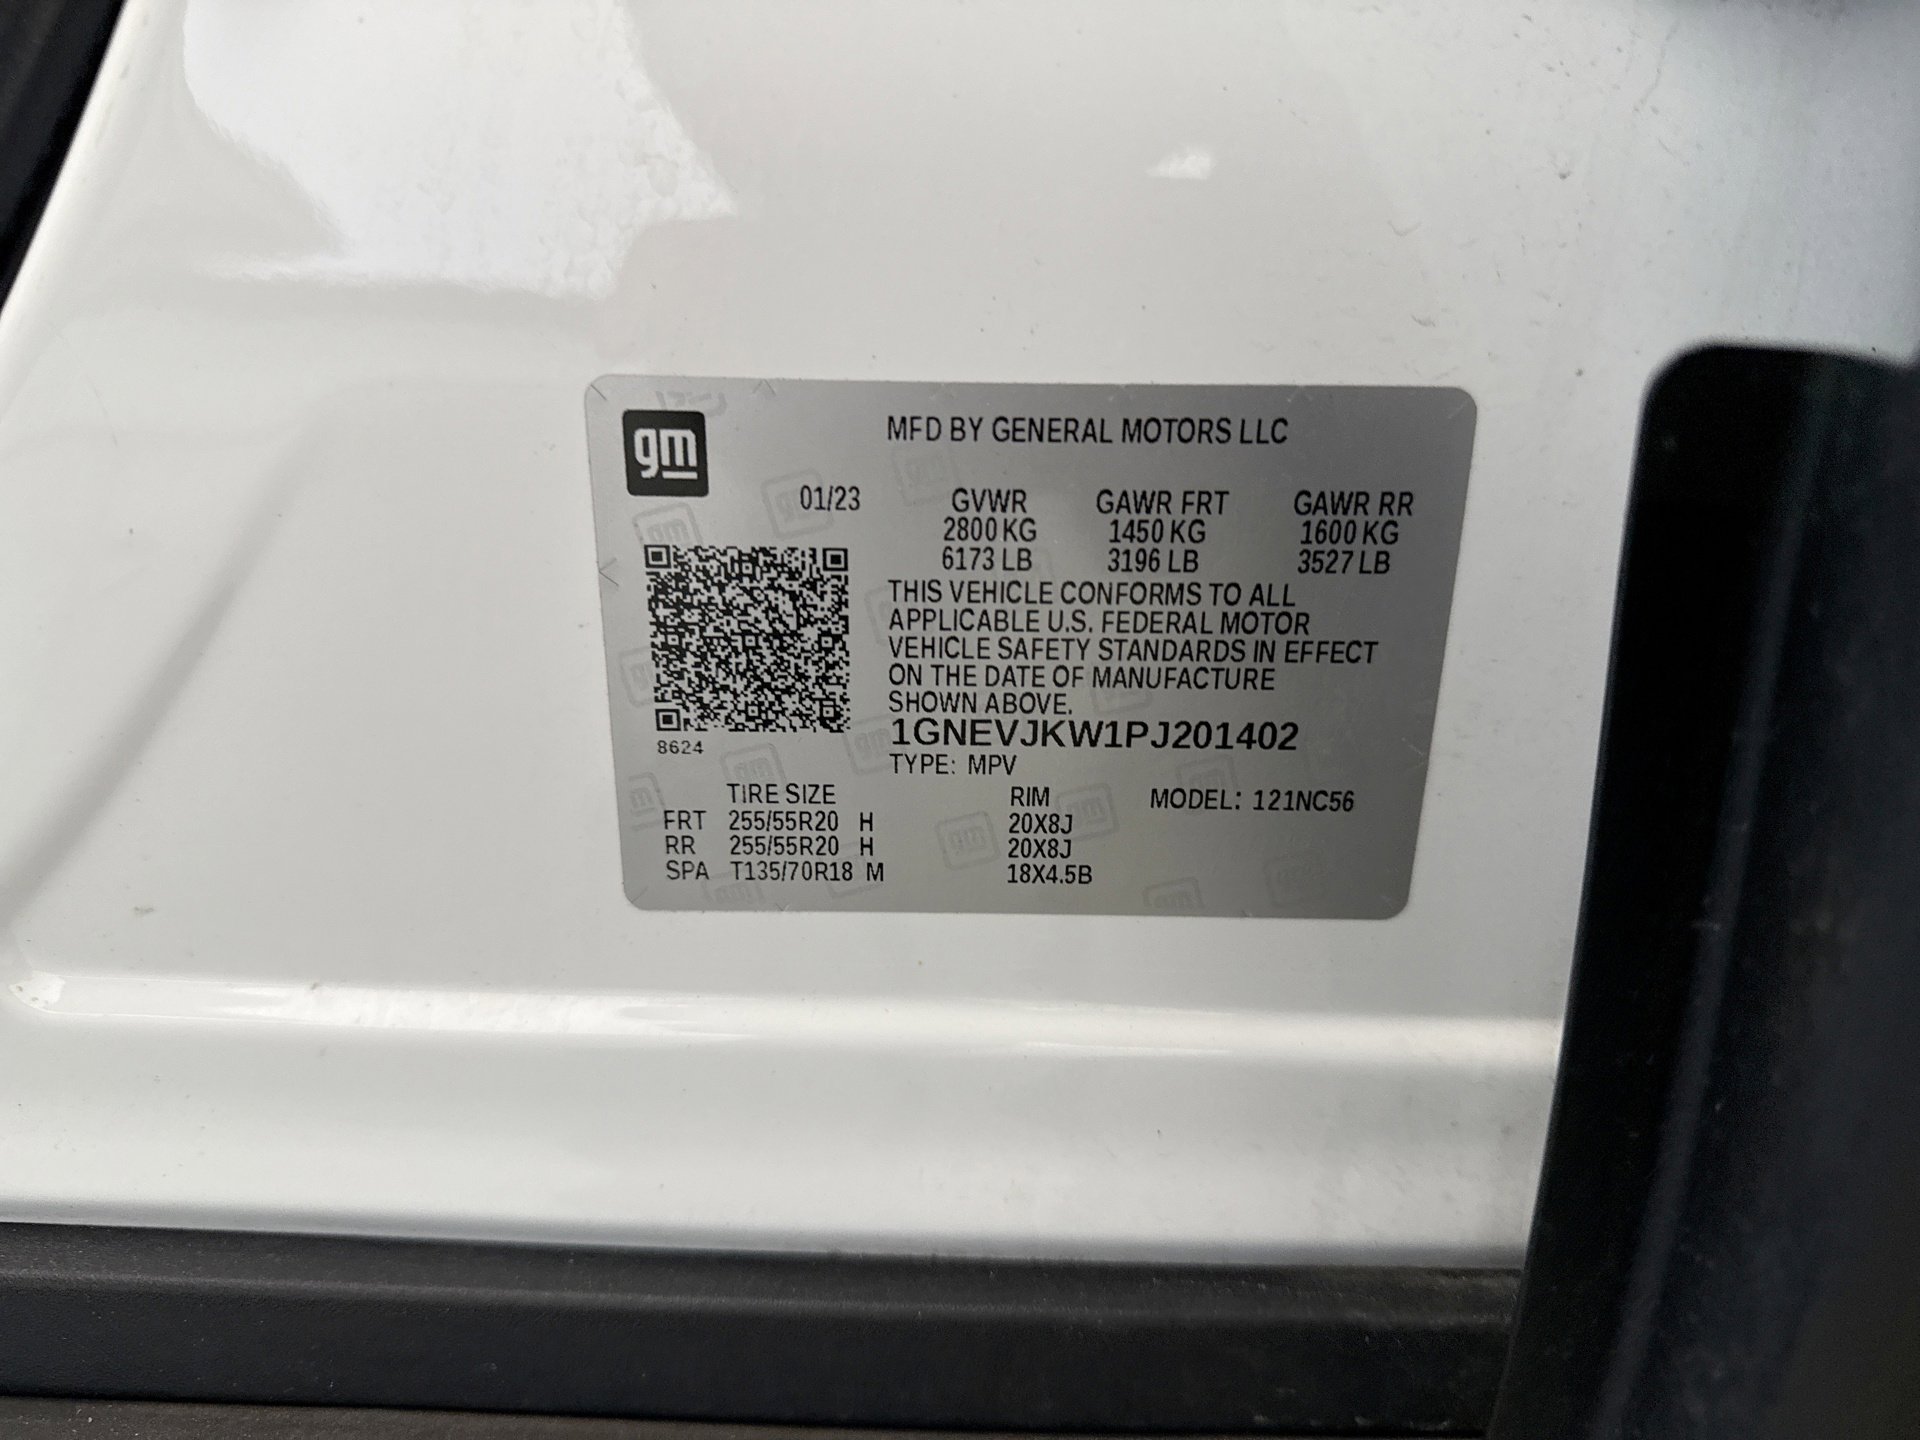 gm
MFD BY GENERAL MOTORS LLC
01/23 GVWR GAWR FRT GAWR RR
2800 KG 1450 KG 1600 KG
6173 LB 3196 LB 3527 LB
THIS VEHICLE CONFORMS TO ALL
APPLICABLE U.S. FEDERAL MOTOR
VEHICLE SAFETY STANDARDS IN EFFECT
ON THE DATE OF MANUFACTURE
SHOWN ABOVE.
1GNEVJKW1PJ201402
8624
TYPE: MPV
TIRE SIZE RIM MODEL: 121NC56
FRT 255/55R20 H 20X8J
RR 255/55R20 H 20X8J
SPA T135/70R18 M 18X4.5B